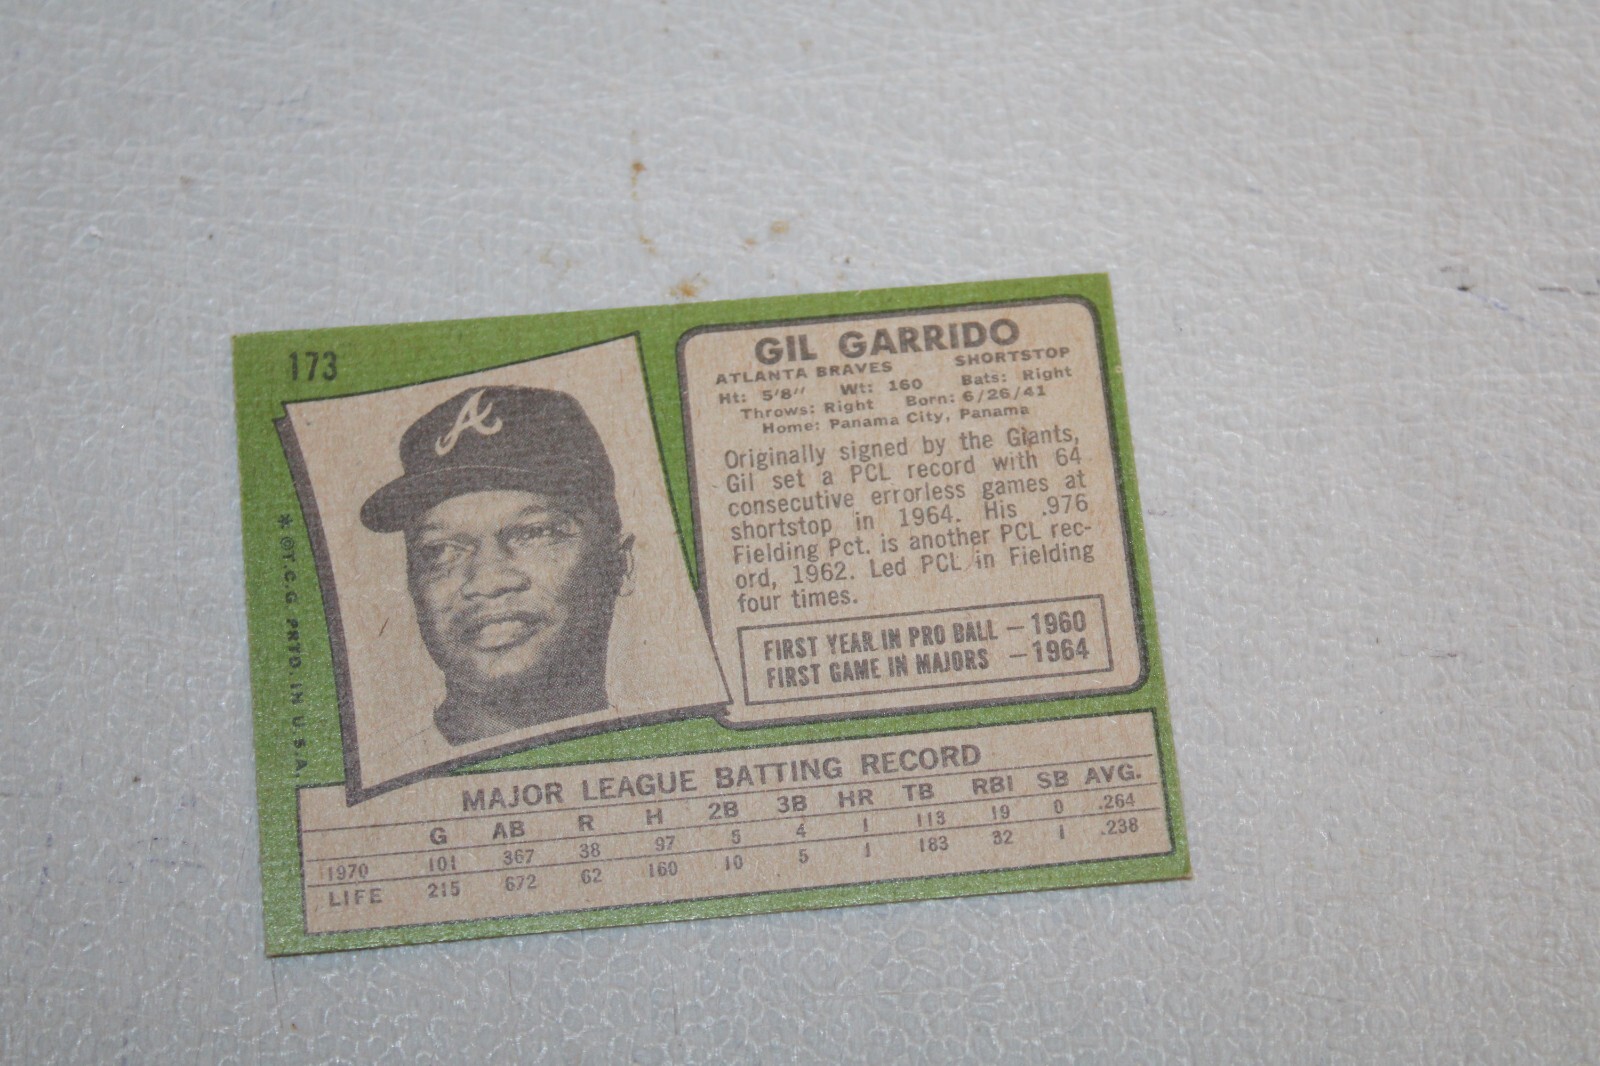 173
A
* ©T.C.G. PRTD. IN U.S.A.
GIL GARRIDO
ATLANTA BRAVES SHORTSTOP
Ht: 5'8" Wt: 160 Bats: Right
Throws: Right Born: 6/26/41
Home: Panama City, Panama
Originally signed by the Giants,
Gil set a PCL record with 64
consecutive errorless games at
shortstop in 1964. His .976
Fielding Pct. is another PCL rec-
ord, 1962. Led PCL in Fielding
four times.
FIRST YEAR IN PRO BALL — 1960
FIRST GAME IN MAJORS — 1964
MAJOR LEAGUE BATTING RECORD
G AB R H 2B 3B HR TB RBI SB AVG.
1970 101 367 38 97 5 4 1 113 19 0 .264
LIFE 215 672 62 160 10 5 1 183 32 1 .238